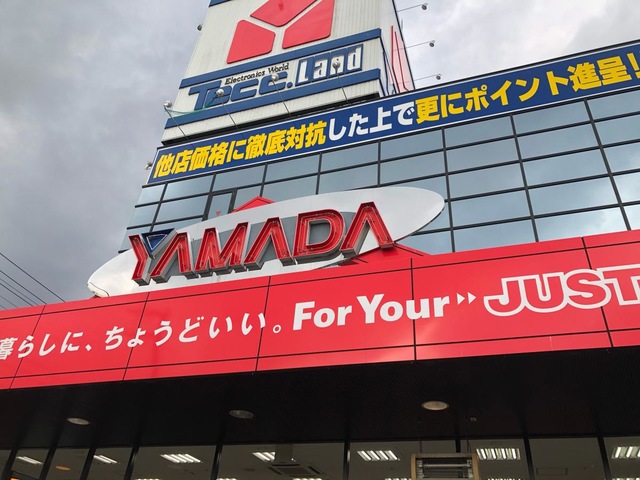 Electronics World
Tecc.Land
他店価格に徹底対抗した上で更にポイント進呈!
YAMADA
暮らしに、ちょうどいい。For Your JUST